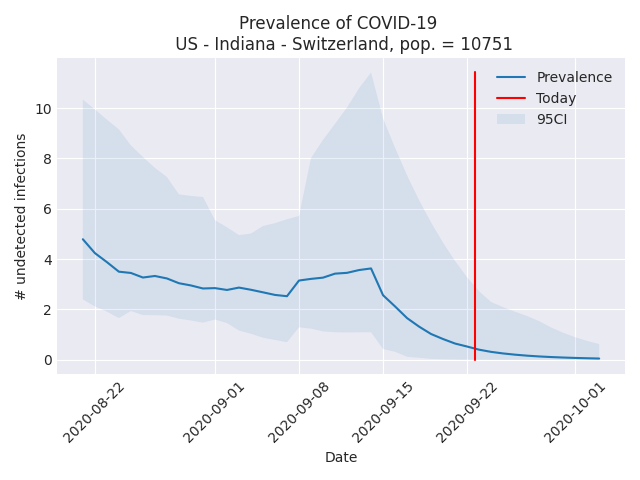 Prevalence of COVID-19
US - Indiana - Switzerland, pop. = 10751
Prevalence
Today
95CI
# undetected infections
10
8
6
4
2
0
2020-08-22
2020-09-01
2020-09-08
2020-09-15
2020-09-22
2020-10-01
Date